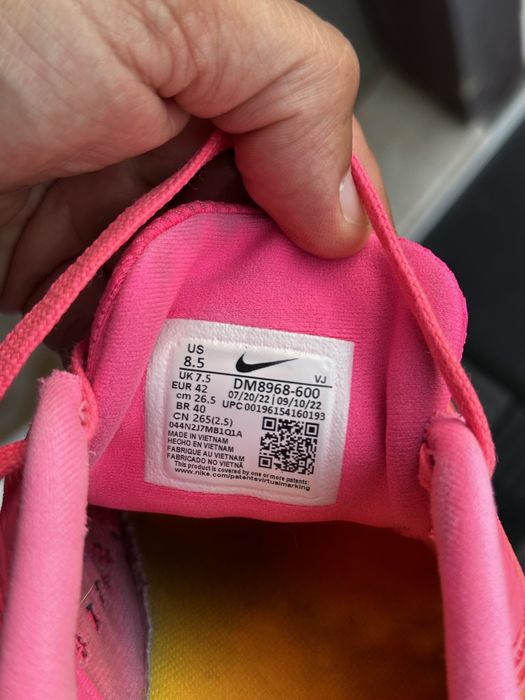 US
8.5
UK 7.5
EUR 42
cm 26.5
BR 40
CN 265(2.5)
VJ
DM8968-600
07/20/22 | 09/10/22
UPC 00196154160193
044N2J7MB1Q1A
MADE IN VIETNAM
HECHO EN VIETNAM
FABRIQUE AU VIETNAM
FABRICADO NO VIETNÃ
This product is covered by one or more patents:
www.nike.com/patentsvirtualmarking